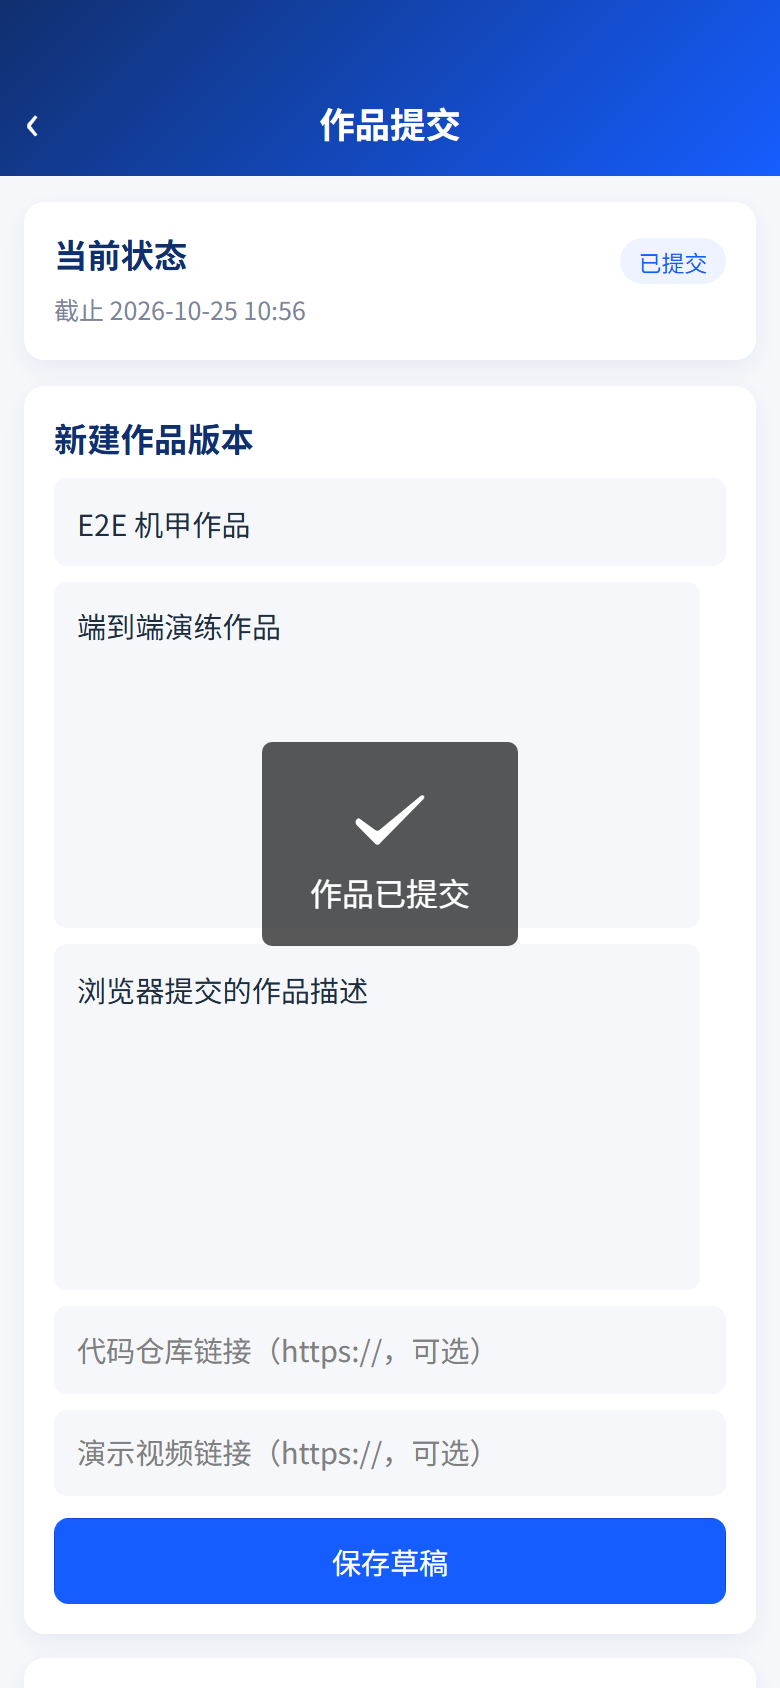 作品提交
当前状态
已提交
截止 2026-10-25 10:56
新建作品版本
E2E 机甲作品
端到端演练作品
作品已提交
浏览器提交的作品描述
代码仓库链接（https://，可选）
演示视频链接（https://，可选）
保存草稿